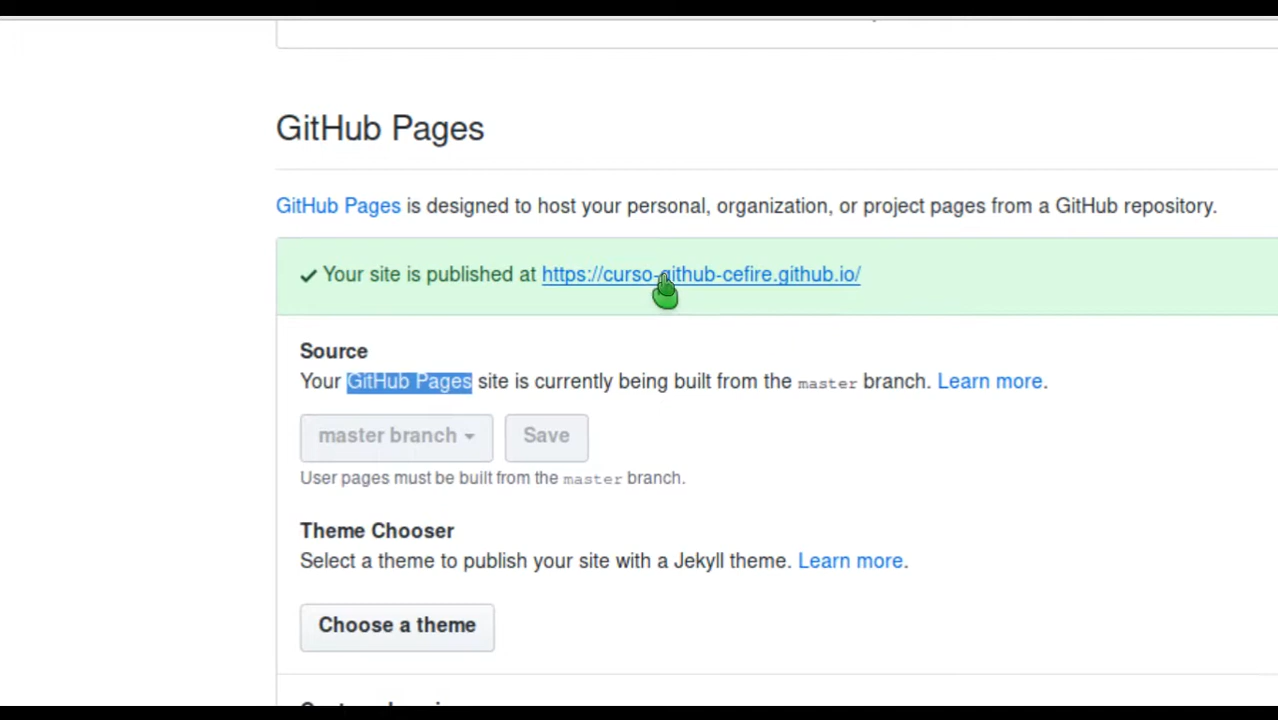 GitHub Pages
GitHub Pages is designed to host your personal, organization, or project pages from a GitHub repository.
✓ Your site is published at https://curso-github-cefire.github.io/
Source
Your GitHub Pages site is currently being built from the master branch. Learn more.
master branch Save
User pages must be built from the master branch.
Theme Chooser
Select a theme to publish your site with a Jekyll theme. Learn more.
Choose a theme